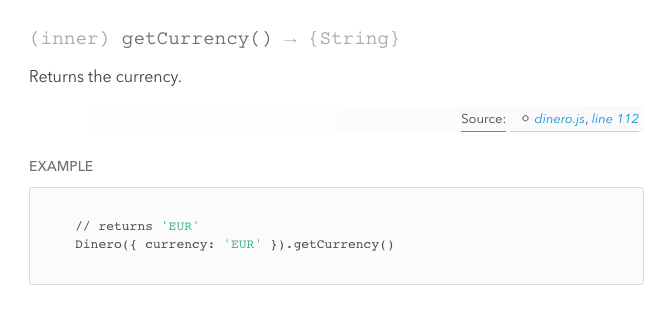 (inner) getCurrency() → {String}
Returns the currency.
Source: dinero.js, line 112
EXAMPLE
// returns 'EUR'
Dinero({ currency: 'EUR' }).getCurrency()